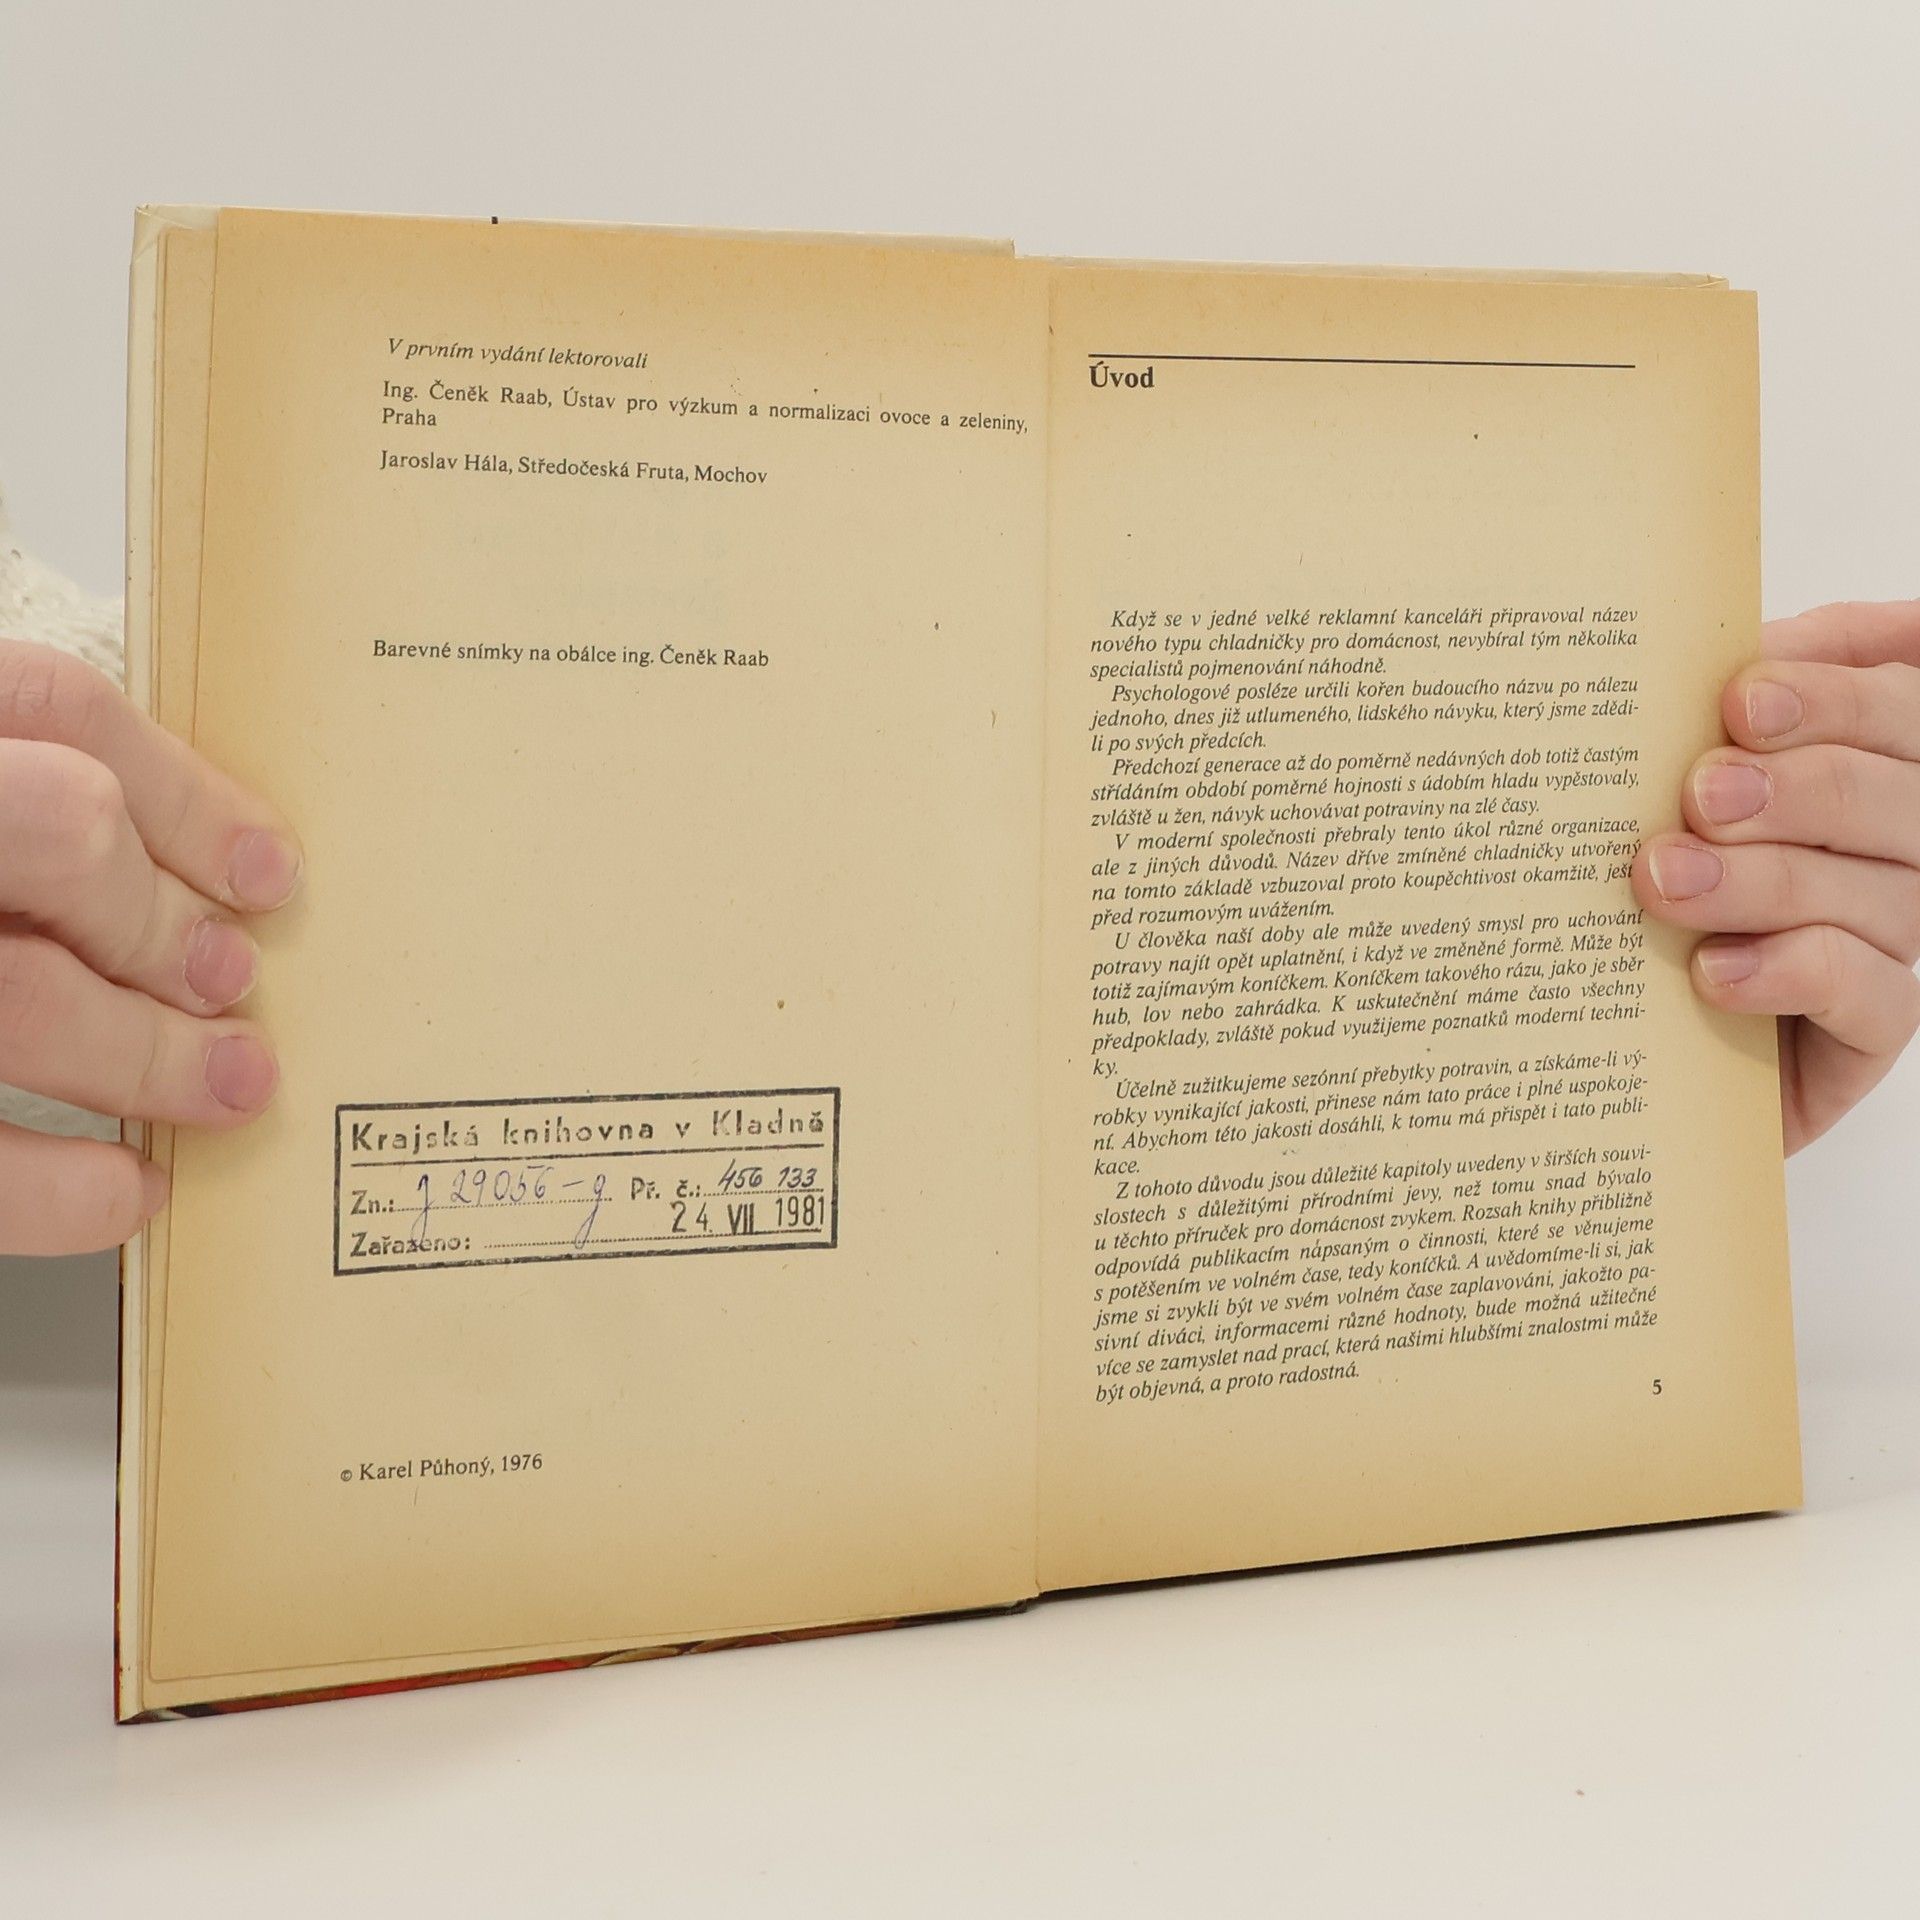 V prvním vydání lektorovali
Ing. Čeněk Raab, Ústav pro výzkum a normalizaci ovoce a zeleniny,
Praha
Jaroslav Hála, Středočeská Fruta, Mochov
Barevné snímky na obálce ing. Čeněk Raab
Krajská knihovna v Kladně
Zn.: J 29056 – g Př. č.: 456 133
24. VII 1981
Zařazeno:
© Karel Půhoný, 1976
Úvod
Když se v jedné velké reklamní kanceláři připravoval název
nového typu chladničky pro domácnost, nevybíral tým několika
specialistů pojmenování náhodně.
Psychologové posléze určili kořen budoucího názvu po nálezu
jednoho, dnes již utlumeného, lidského návyku, který jsme zdědi-
li po svých předcích.
Předchozí generace až do poměrně nedávných dob totiž častým
střídáním období poměrné hojnosti s údobím hladu vypěstovaly,
zvláště u žen, návyk uchovávat potraviny na zlé časy.
V moderní společnosti přebraly tento úkol různé organizace,
ale z jiných důvodů. Název dříve zmíněné chladničky utvořený
na tomto základě vzbuzoval proto koupěchtivost okamžitě, ješt
před rozumovým uvážením.
U člověka naší doby ale může uvedený smysl pro uchování
potravy najít opět uplatnění, i když ve změněné formě. Může být
totiž zajímavým koníčkem. Koníčkem takového rázu, jako je sběr
hub, lov nebo zahrádka. K uskutečnění máme často všechny
předpoklady, zvláště pokud využijeme poznatků moderní techni-
ky.
Účelně zužitkujeme sezónní přebytky potravin, a získáme-li vý-
robky vynikající jakosti, přinese nám tato práce i plné uspokoje-
ní. Abychom této jakosti dosáhli, k tomu má přispět i tato publi-
kace.
Z tohoto důvodu jsou důležité kapitoly uvedeny v širších souvi-
slostech s důležitými přírodními jevy, než tomu snad bývalo
u těchto příruček pro domácnost zvykem. Rozsah knihy přibližně
odpovídá publikacím napsaným o činnosti, které se věnujeme
s potěšením ve volném čase, tedy koníčků. A uvědomíme-li si, jak
jsme si zvykli být ve svém volném čase zaplavováni, jakožto pa-
sivní diváci, informacemi různé hodnoty, bude možná užitečné
více se zamyslet nad prací, která našimi hlubšími znalostmi může
být objevná, a proto radostná.
5